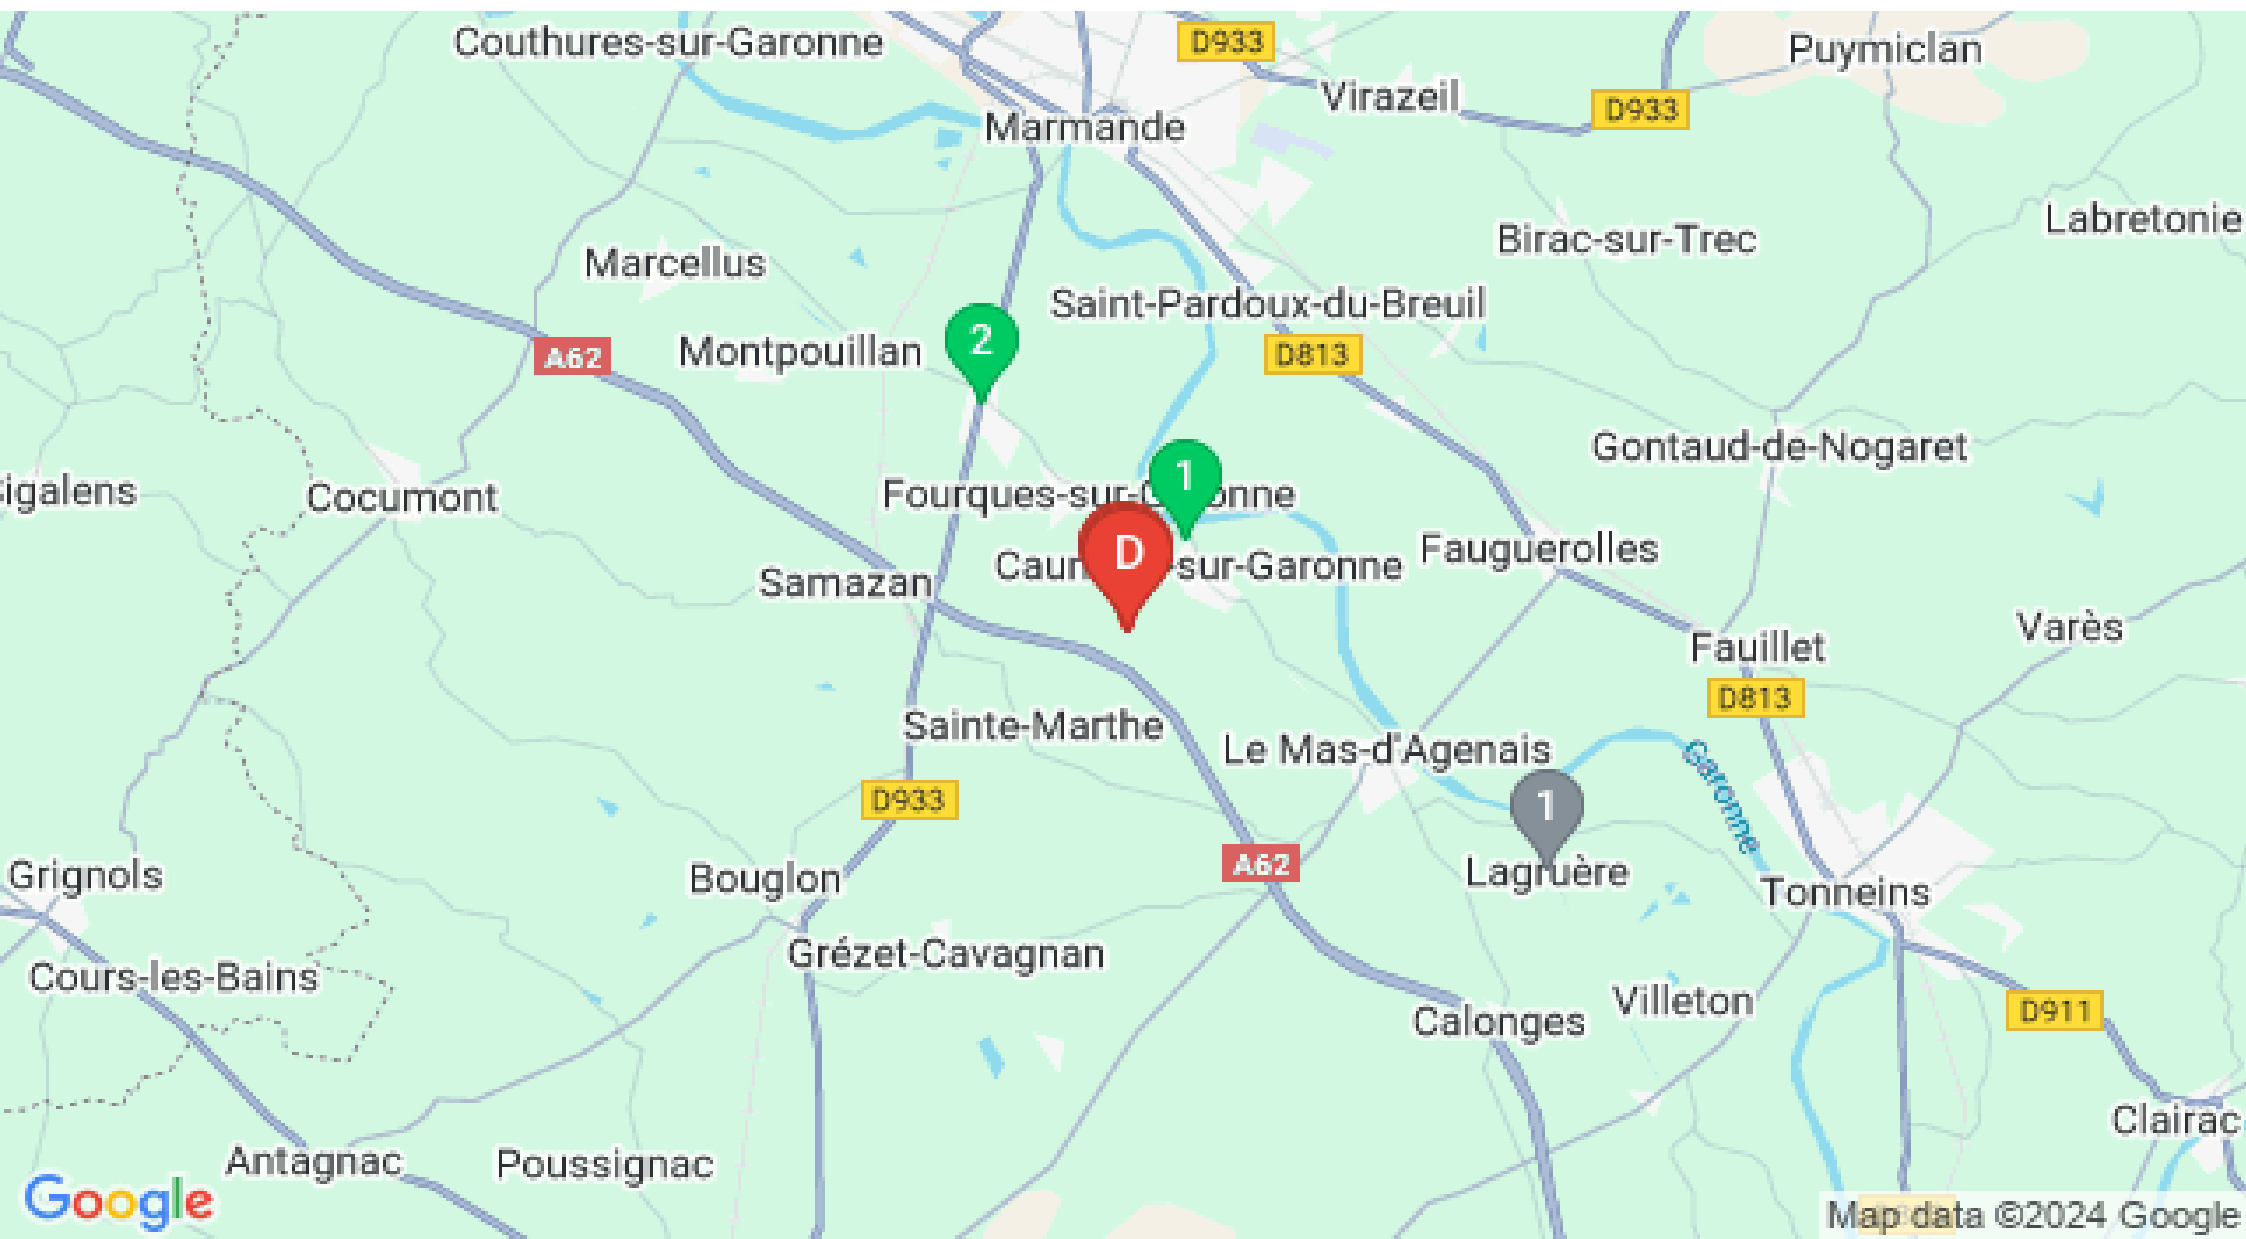 Couthures-sur-Garonne
D933
Puymiclan
Virazeil
D933
Marmande
Labretonie
Birac-sur-Trec
Marcellus
Saint-Pardoux-du-Breuil
2
Montpouillan
D813
A62
Gontaud-de-Nogaret
1
igalens
Cocumont
Fourques-sur-G onne
Fauguerolles
D
Caun -sur-Garonne
Samazan
Varès
Fauillet
D813
Sainte-Marthe
Le Mas-d'Agenais
Garonne
D933
1
A62
Grignols
Bouglon
Lagruère
Tonneins
Grézet-Cavagnan
Cours-les-Bains
Villeton
Calonges
D911
Clairac
Antagnac
Poussignac
Google
Map data ©2024 Google